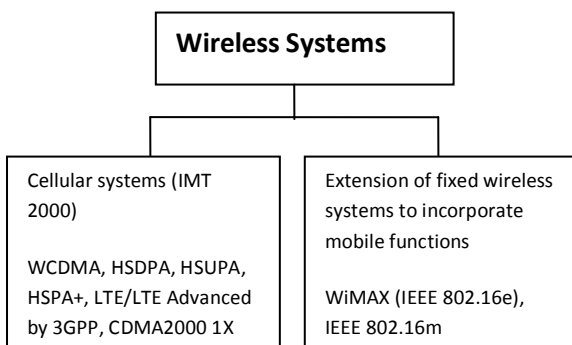 Wireless Systems
Cellular systems (IMT
2000)
WCDMA, HSDPA, HSUPA,
HSPA+, LTE/LTE Advanced
by 3GPP, CDMA2000 1X
Extension of fixed wireless
systems to incorporate
mobile functions
WiMAX (IEEE 802.16e),
IEEE 802.16m